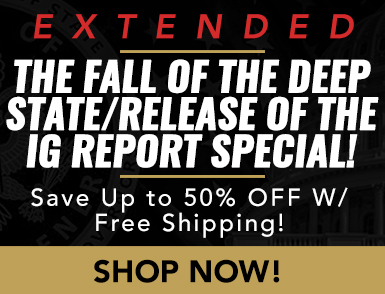 EXTENDED
THE FALL OF THE DEEP
STATE/RELEASE OF THE
IG REPORT SPECIAL!
Save Up to 50% OFF W/
Free Shipping!
SHOP NOW!